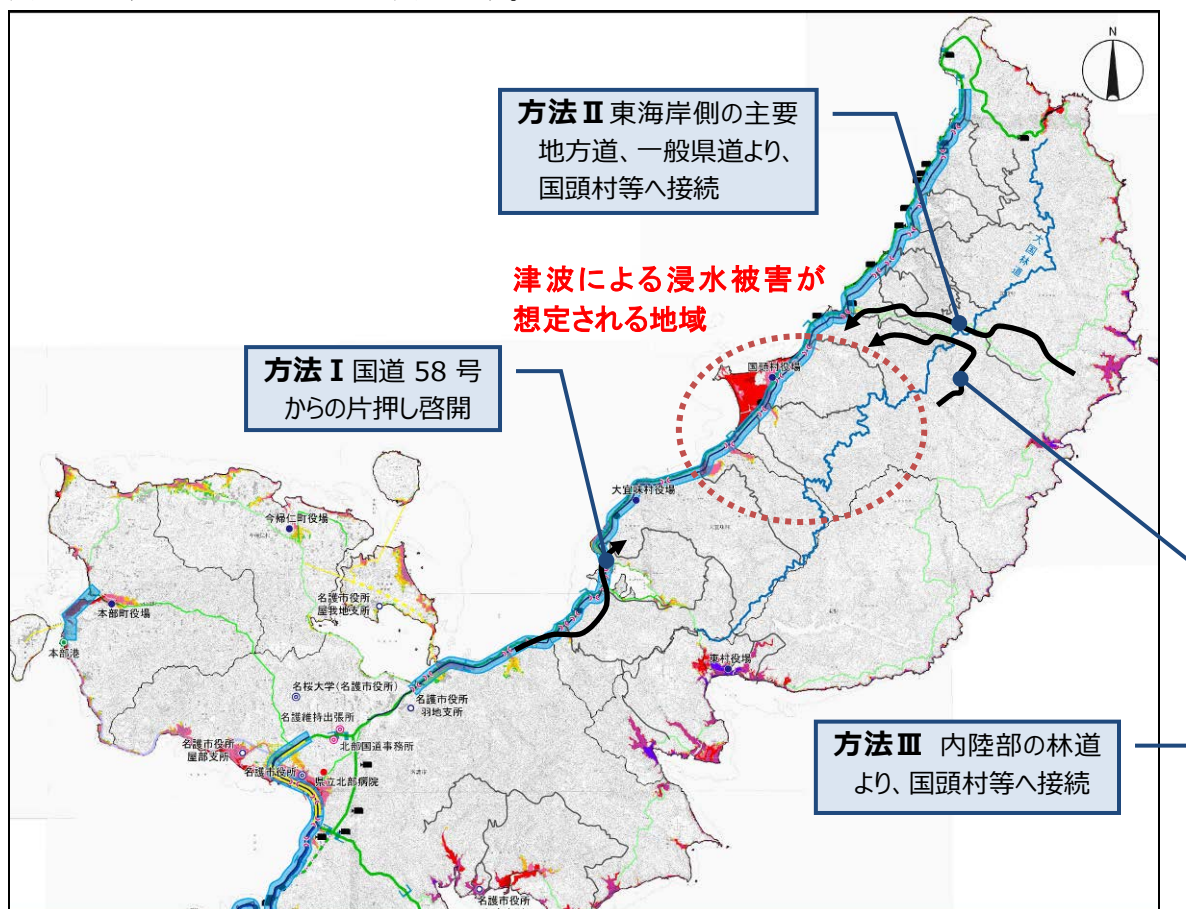 N
方法Ⅱ 東海岸側の主要
地方道、一般県道より、
国頭村等へ接続
大国林道
津波による浸水被害が
想定される地域
方法Ⅰ 国道 58 号
からの片押し啓開
国頭村役場
大宜味村役場
今帰仁町役場
名護市役所
屋我地支所
本部町役場
本部港
東村役場
名桜大学(名護市役所)
名護市役所
羽地支所
名護維持出張所
名護市役所
屋部支所
北部国道事務所
名護市役所
県立北部病院
方法Ⅲ 内陸部の林道
より、国頭村等へ接続
名護市役所